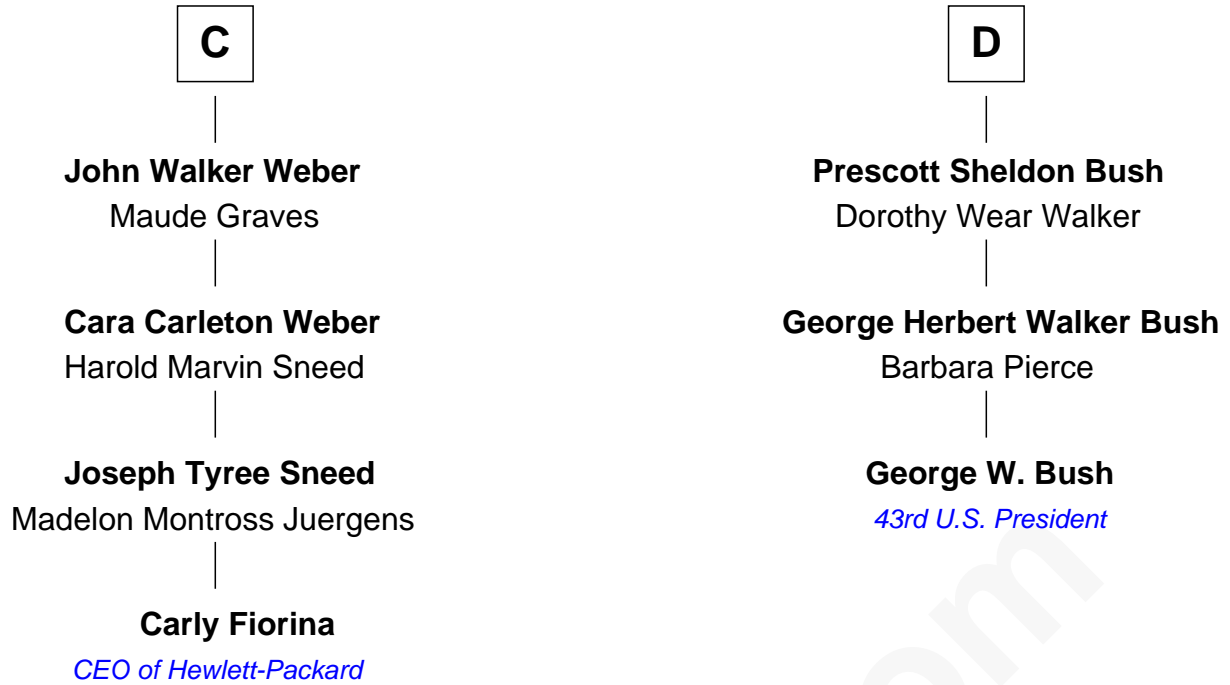 C
John Walker Weber
Maude Graves
Cara Carleton Weber
Harold Marvin Sneed
Joseph Tyree Sneed
Madelon Montross Juergens
Carly Fiorina
CEO of Hewlett-Packard
D
Prescott Sheldon Bush
Dorothy Wear Walker
George Herbert Walker Bush
Barbara Pierce
George W. Bush
43rd U.S. President
om